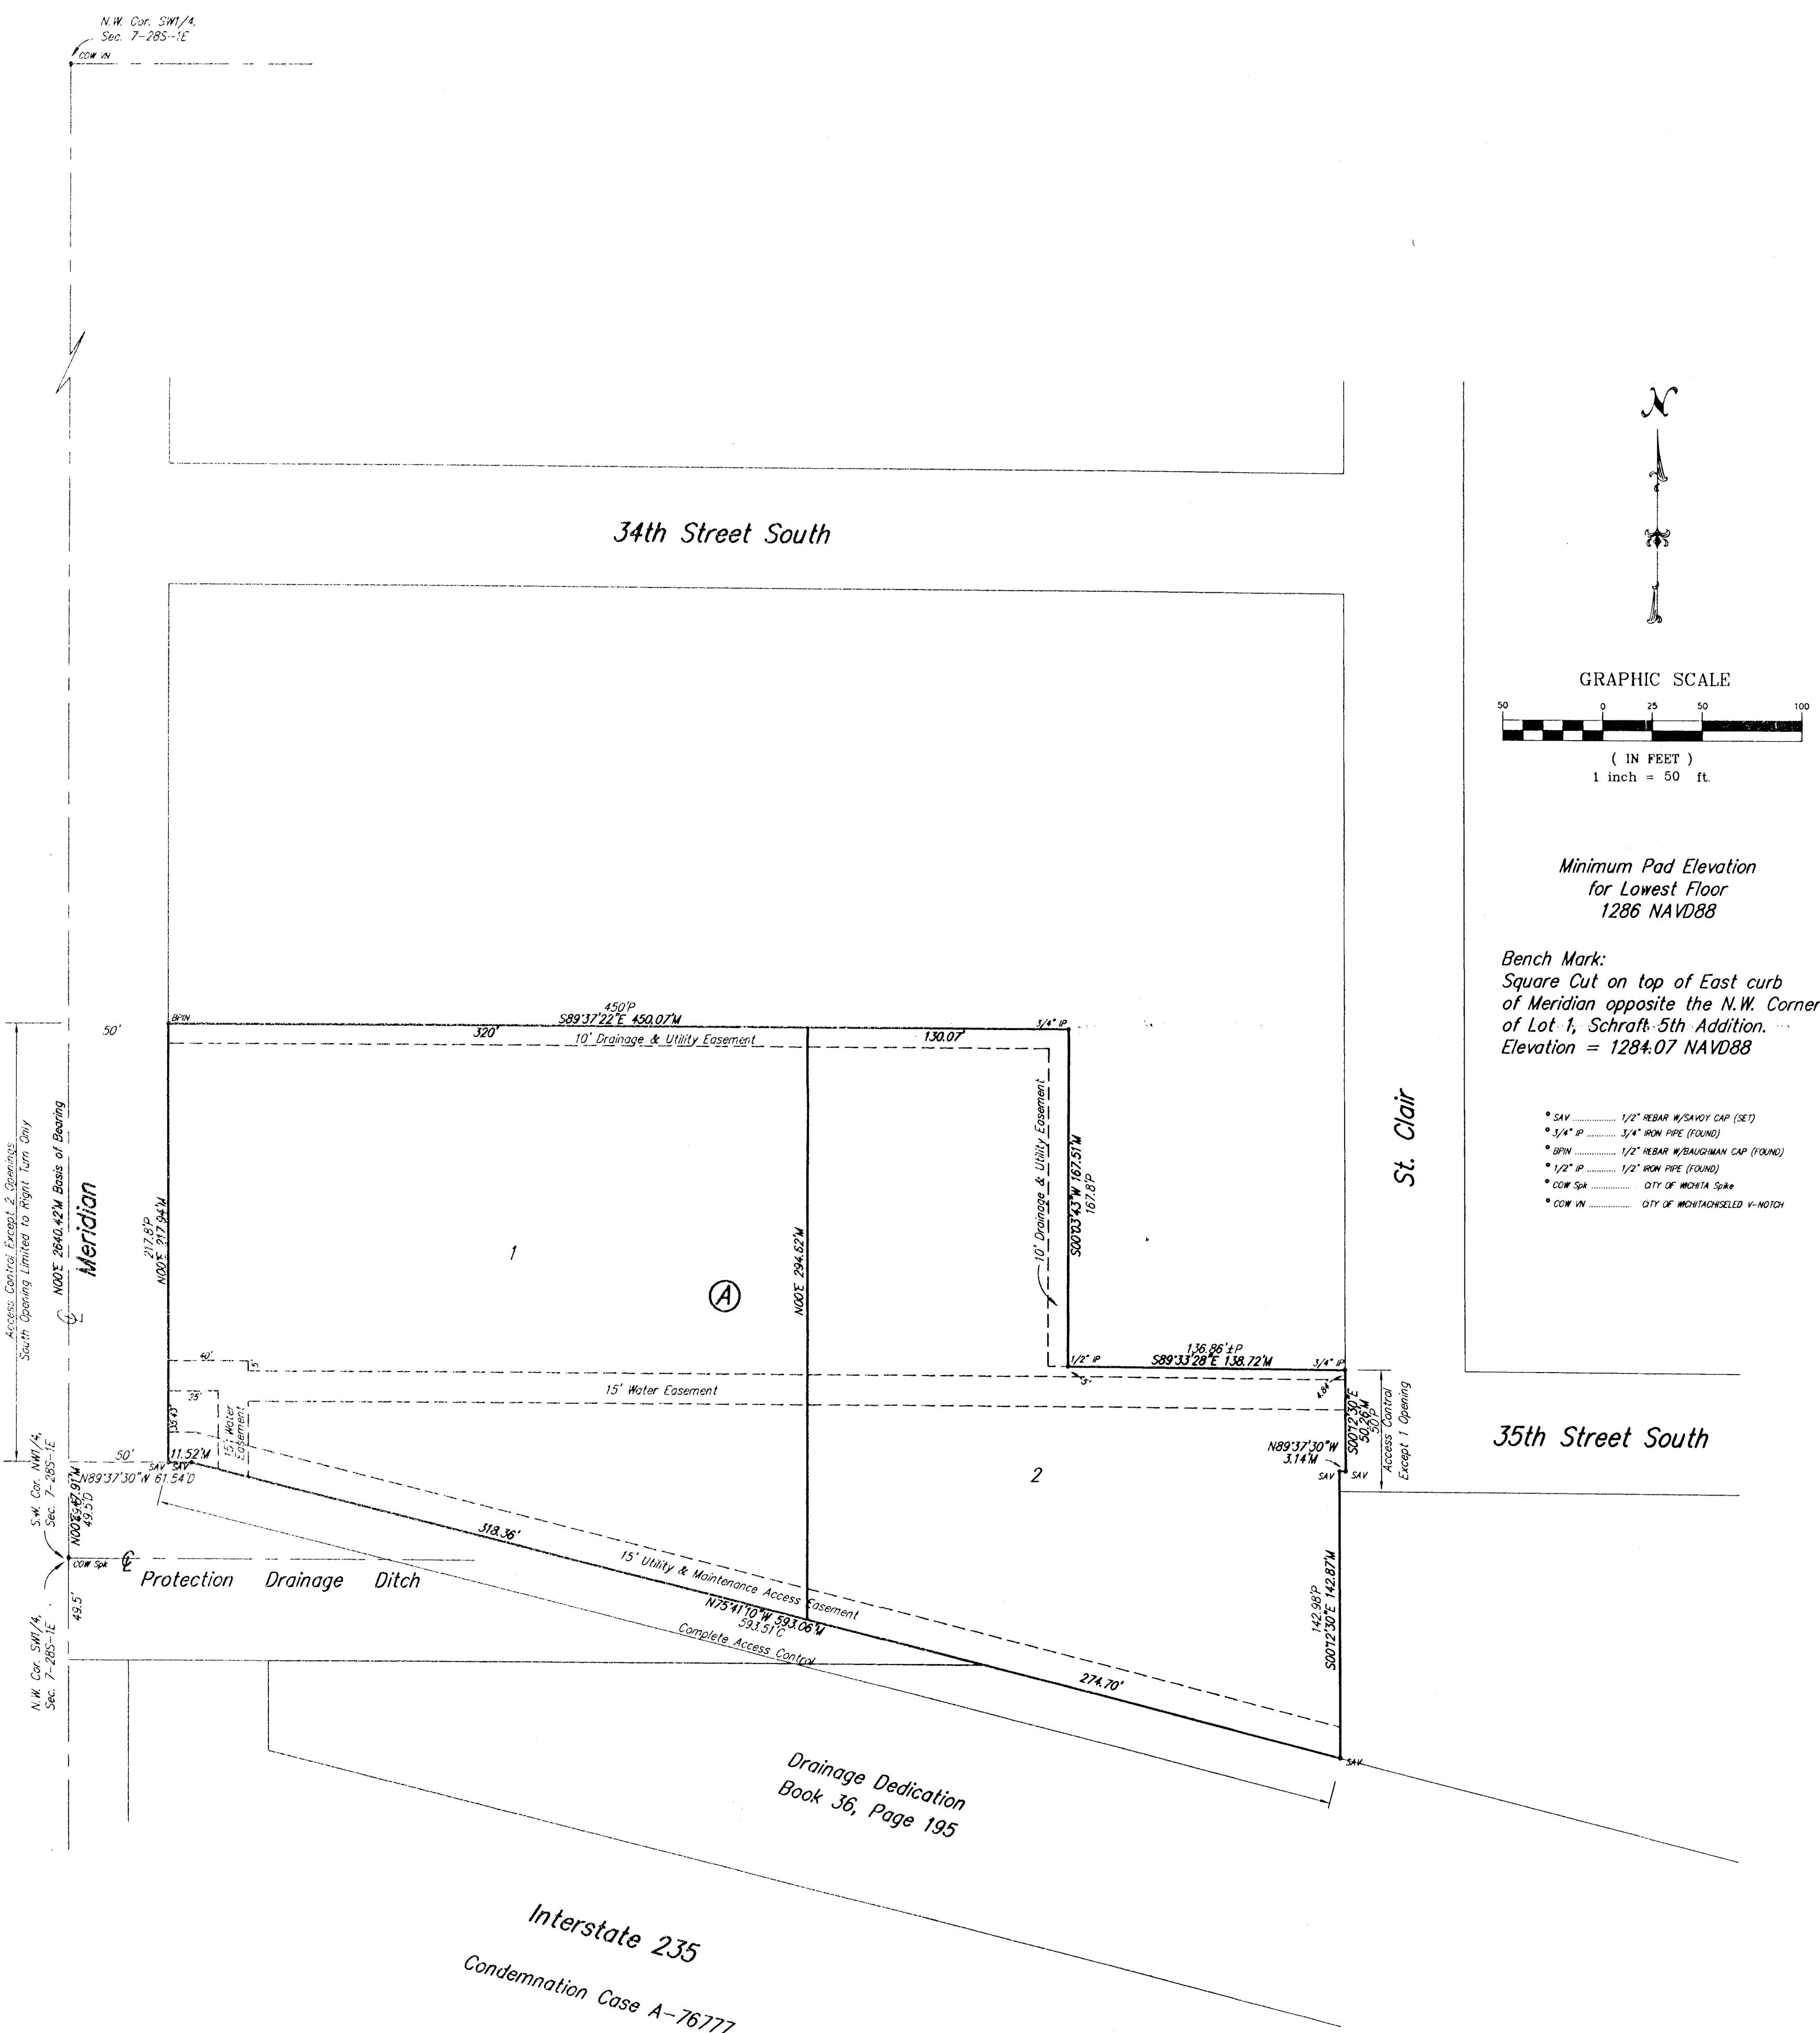 N.W. Cor. SW1/4,
Sec. 7-28S-1E
COW VN
34th Street South
N
GRAPHIC SCALE
50 0 25 50 100
( IN FEET )
1 inch = 50 ft.
Minimum Pad Elevation
for Lowest Floor
1286 NAVD88
Bench Mark:
Square Cut on top of East curb
of Meridian opposite the N.W. Corner
of Lot 1, Schraft 5th Addition.
Elevation = 1284.07 NAVD88
SAV ................ 1/2" REBAR W/SAVOY CAP (SET)
3/4" IP ........... 3/4" IRON PIPE (FOUND)
BPIN ............... 1/2" REBAR W/BAUGHMAN CAP (FOUND)
1/2" IP ........... 1/2" IRON PIPE (FOUND)
COW Spk ............... CITY OF WICHITA Spike
COW VN ................ CITY OF WICHITACHISELED V-NOTCH
450'P
S89°37'22"E 450.07'M
BPIN
3/4" IP
50'
320'
130.07'
10' Drainage & Utility Easement
10' Drainage & Utility Easement
S00°03'43"W 167.51'M
167.8'P
St. Clair
Access Control Except 2 Openings
South Opening Limited to Right Turn Only
N00°E 2640.42'M Basis of Bearing
Meridian
217.8'P
N00°E 217.94'M
1
A
N00°E 294.62'M
136.86'±P
S89°33'28"E 138.72'M
1/2" IP
3/4" IP
5'
4.84'
40'
5'
15' Water Easement
25'
35.43'
15' Water
Easement
S00°12'30"E
50.26'M
50'P
Access Control
Except 1 Opening
35th Street South
N89°37'30"W
3.14'M
SAV SAV
2
50'
11.52'M
SAV SAV
N89°37'30"W 61.54'D
S.W. Cor. NW1/4,
Sec. 7-28S-1E
49.5'D
COW Spk
Protection Drainage Ditch
49.5'
N.W. Cor. SW1/4,
Sec. 7-28S-1E
318.36'
15' Utility & Maintenance Access Easement
N75°41'10"W 593.06'M
593.51'C
Complete Access Control
274.70'
142.98'P
S00°12'30"E 142.87'M
SAV
Drainage Dedication
Book 36, Page 195
Interstate 235
Condemnation Case A-76777